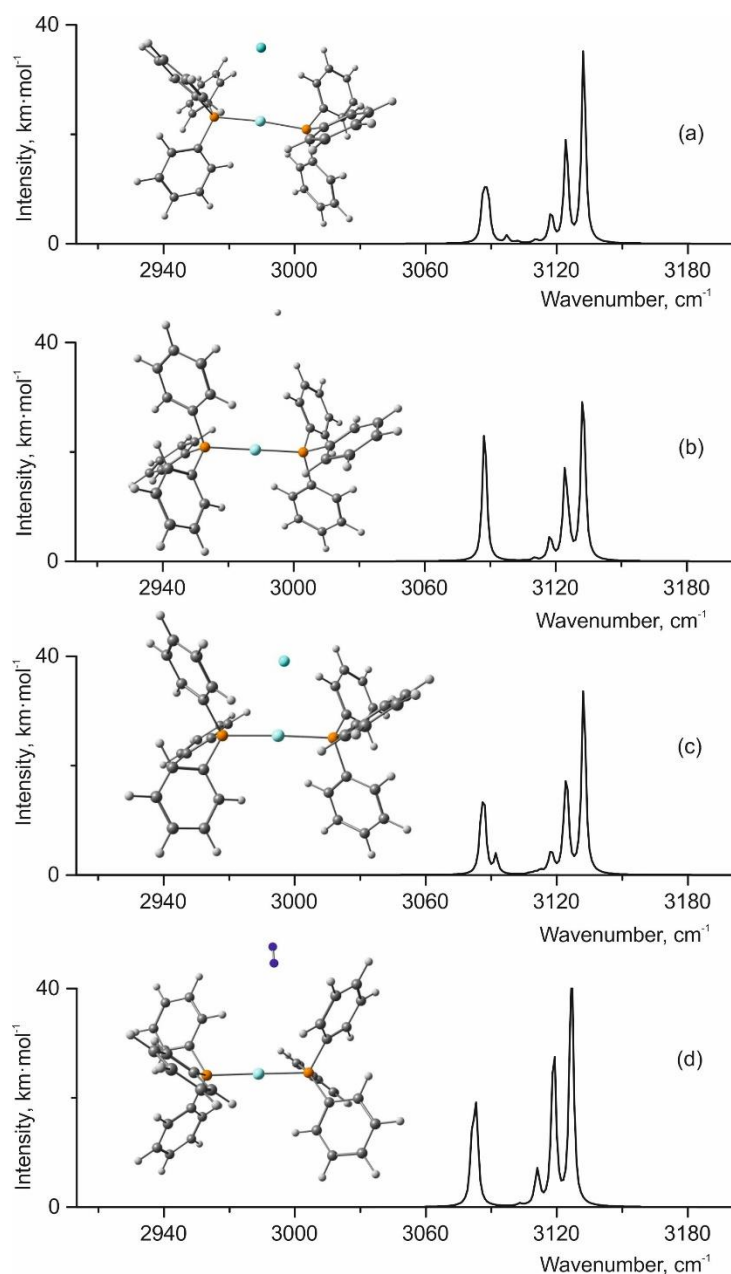 40
Intensity, km·mol⁻¹
(a)
0
2940 3000 3060 3120 3180
Wavenumber, cm⁻¹
40
Intensity, km·mol⁻¹
(b)
0
2940 3000 3060 3120 3180
Wavenumber, cm⁻¹
40
Intensity, km·mol⁻¹
(c)
0
2940 3000 3060 3120 3180
Wavenumber, cm⁻¹
40
Intensity, km·mol⁻¹
(d)
0
2940 3000 3060 3120 3180
Wavenumber, cm⁻¹